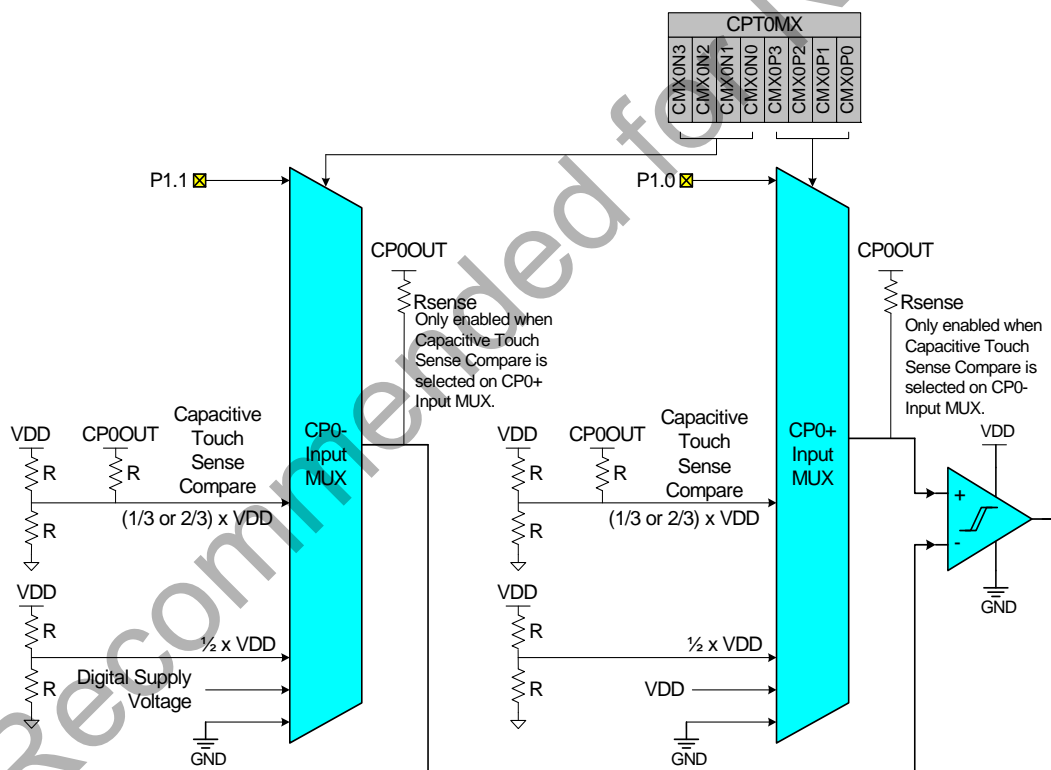 CPT0MX
CMX0N3
CMX0N2
CMX0N1
CMX0N0
CMX0P3
CMX0P2
CMX0P1
CMX0P0
P1.1
P1.0
CP0OUT
Rsense
Only enabled when
Capacitive Touch
Sense Compare is
selected on CP0+
Input MUX.
CP0OUT
Rsense
Only enabled when
Capacitive Touch
Sense Compare is
selected on CP0-
Input MUX.
VDD
CP0OUT
Capacitive
Touch
Sense
Compare
R
R
R
(1/3 or 2/3) x VDD
CP0-
Input
MUX
VDD
CP0OUT
Capacitive
Touch
Sense
Compare
R
R
R
(1/3 or 2/3) x VDD
CP0+
Input
MUX
VDD
+
-
GND
VDD
R
R
½ x VDD
Digital Supply
Voltage
GND
VDD
R
R
½ x VDD
VDD
GND
Recommended for